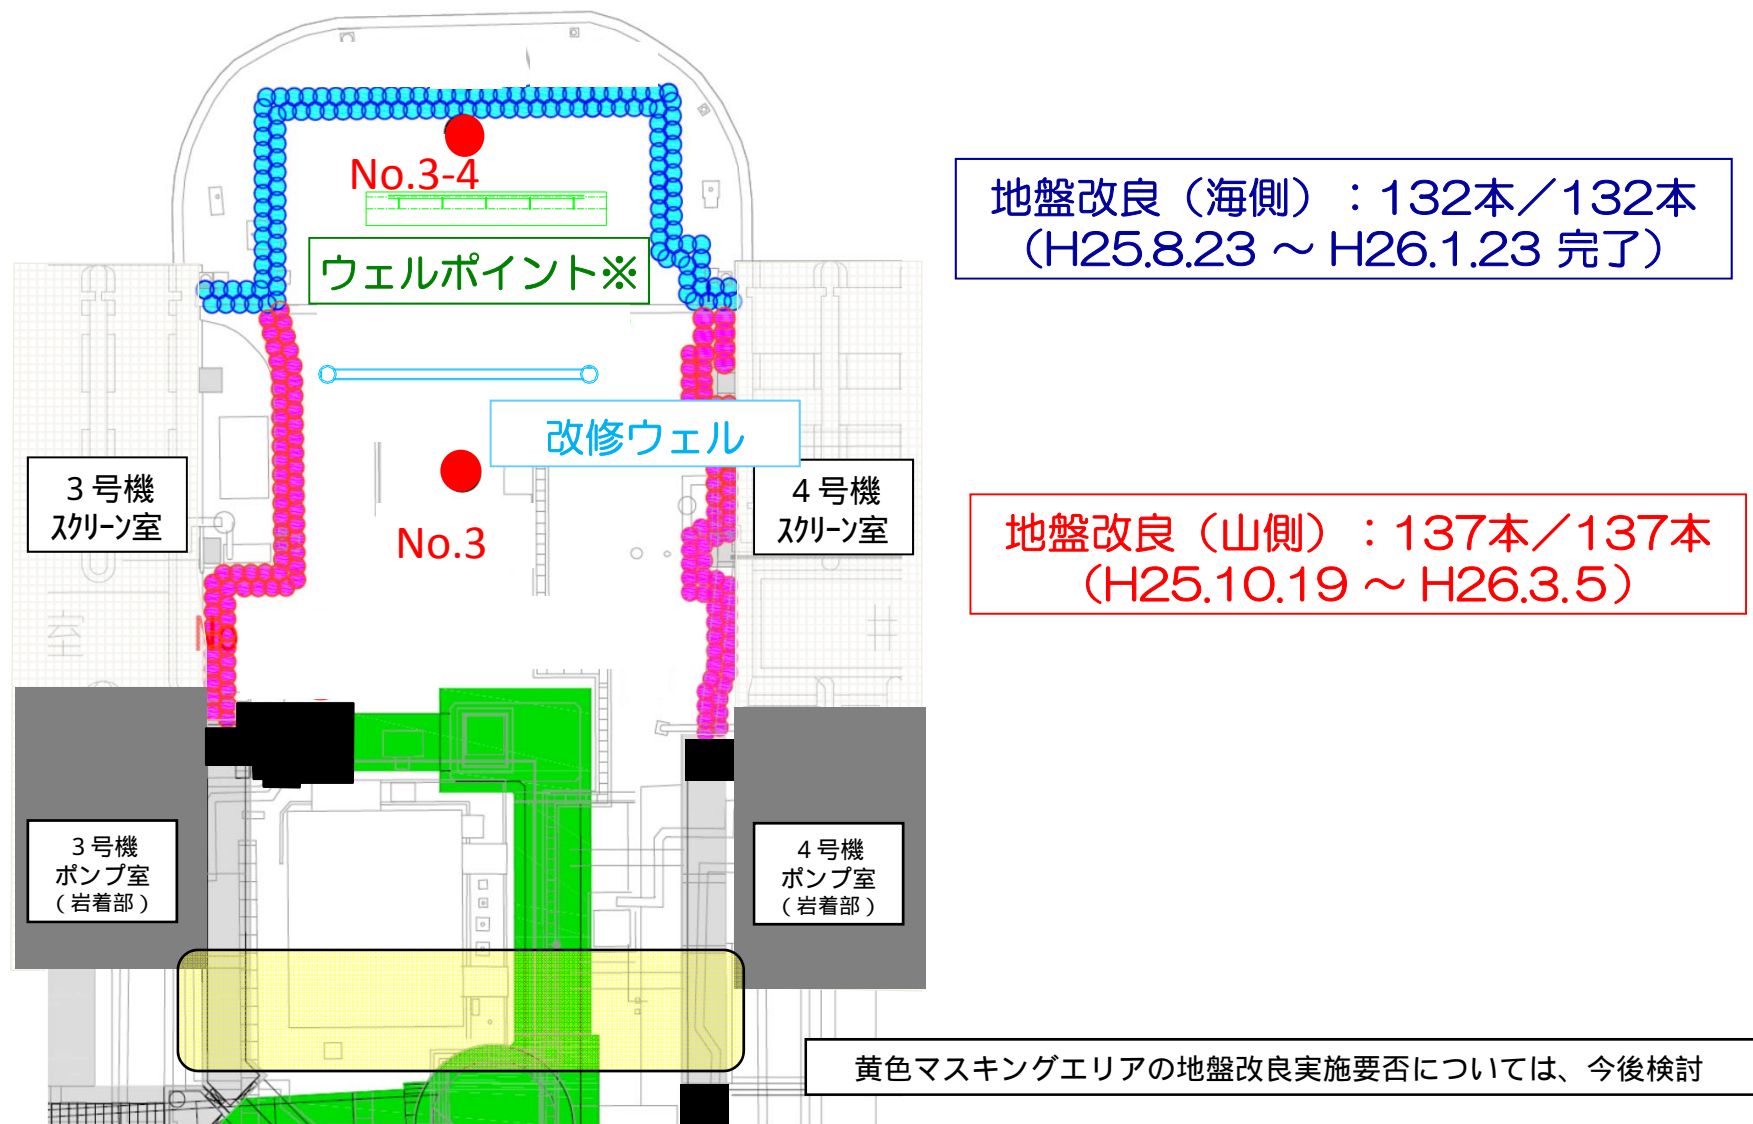 No.3-4
ウェルポイント※
地盤改良（海側）：132本／132本
（H25.8.23 ～ H26.1.23 完了）
改修ウェル
3号機
ｽｸﾘｰﾝ室
No.3
4号機
ｽｸﾘｰﾝ室
地盤改良（山側）：137本／137本
（H25.10.19 ～ H26.3.5）
No
室
3号機
ポンプ室
（岩着部）
4号機
ポンプ室
（岩着部）
黄色マスキングエリアの地盤改良実施要否については、今後検討